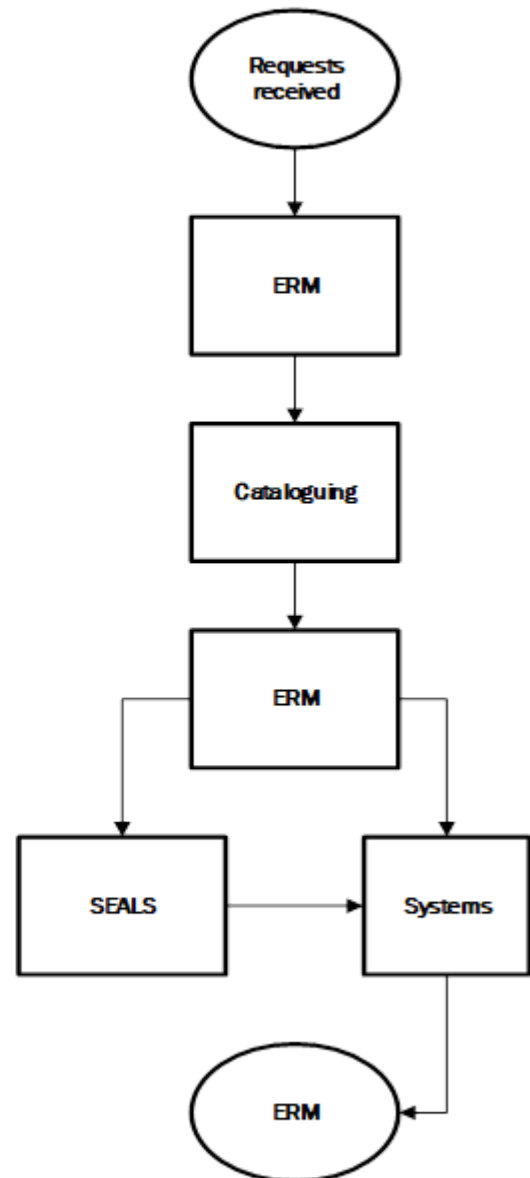 Requests
received
ERM
Cataloguing
ERM
SEALS
Systems
ERM